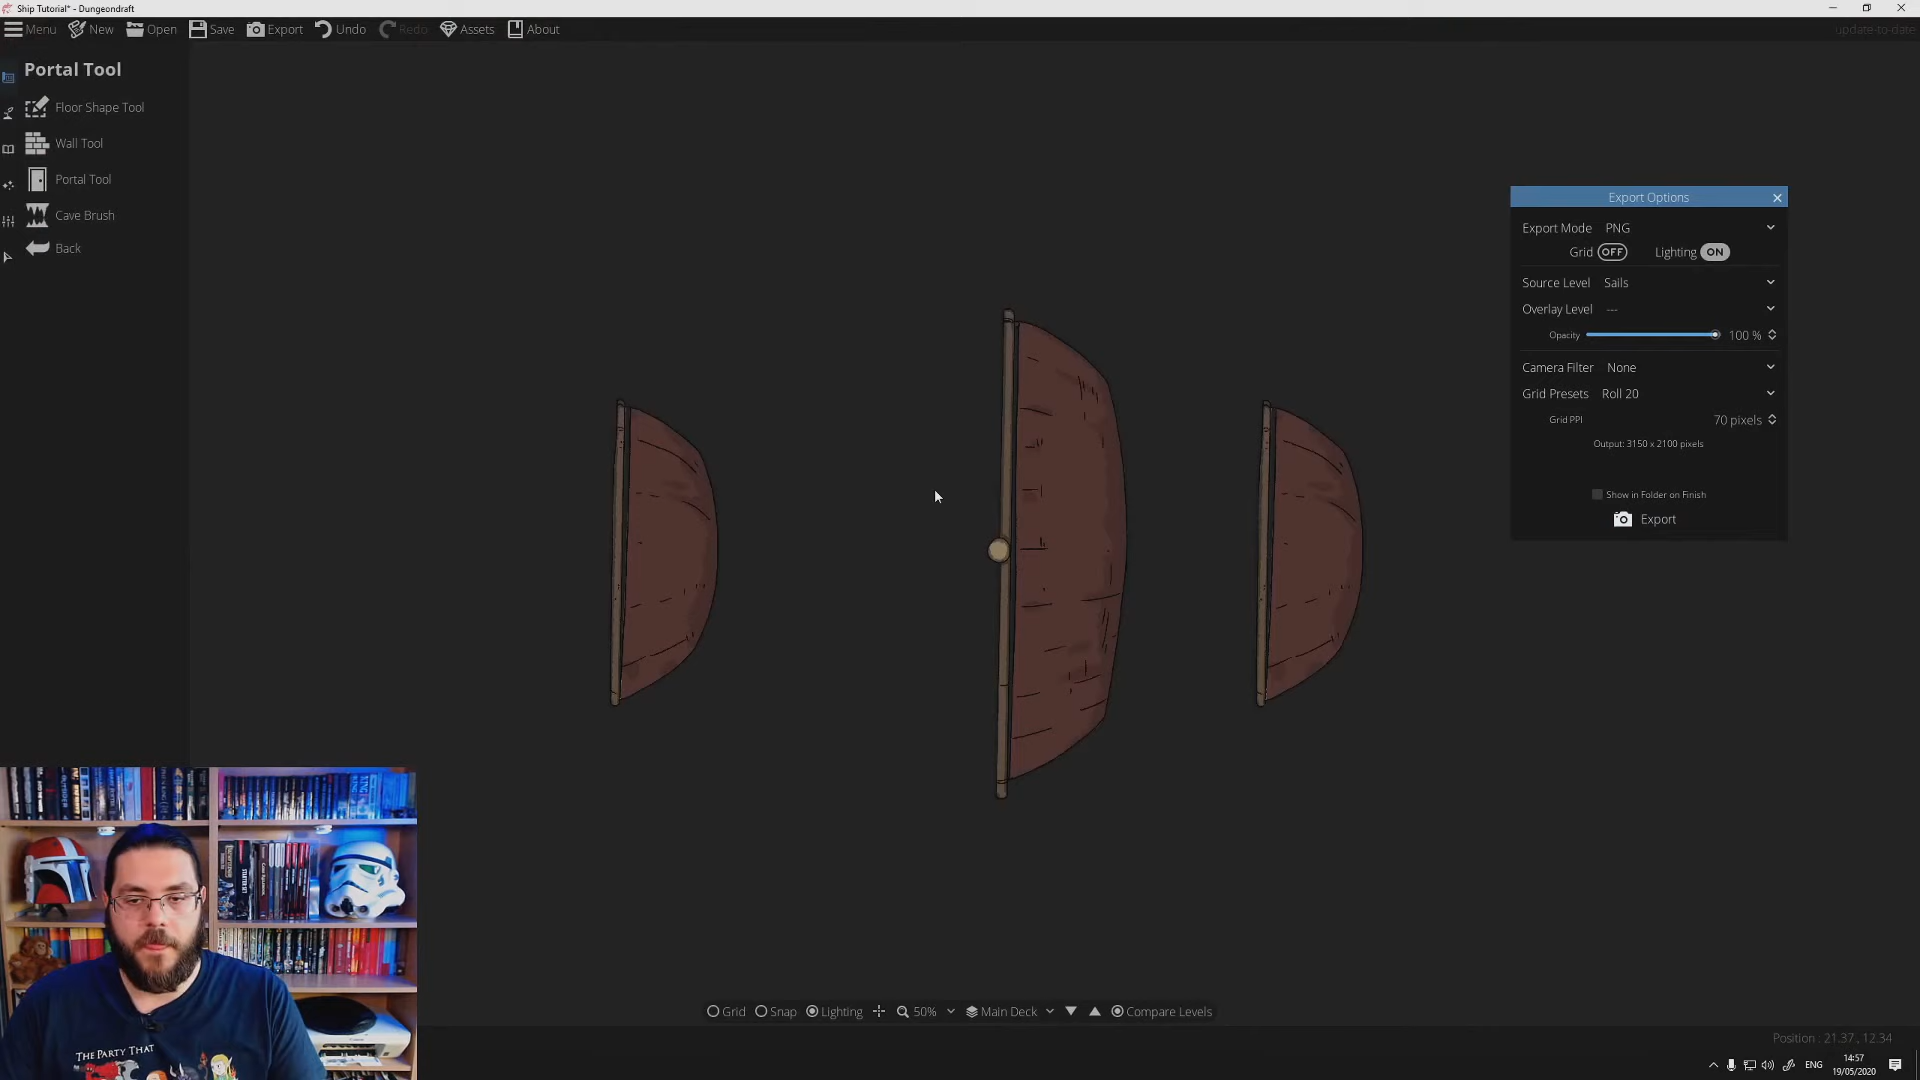 Ship Tutorial* - Dungeondraft
Menu New Open Save Export Undo Redo Assets About
update-to-date
Portal Tool
Floor Shape Tool
Wall Tool
Portal Tool
Cave Brush
Back
Export Options
Export Mode PNG
Grid OFF Lighting ON
Source Level Sails
Overlay Level ---
Opacity 100 %
Camera Filter None
Grid Presets Roll 20
Grid PPI 70 pixels
Output: 3150 x 2100 pixels
Show in Folder on Finish
Export
THE PARTY THAT
Grid Snap Lighting 50% Main Deck Compare Levels
Position : 21.37, 12.34
ENG
14:57
19/05/2020